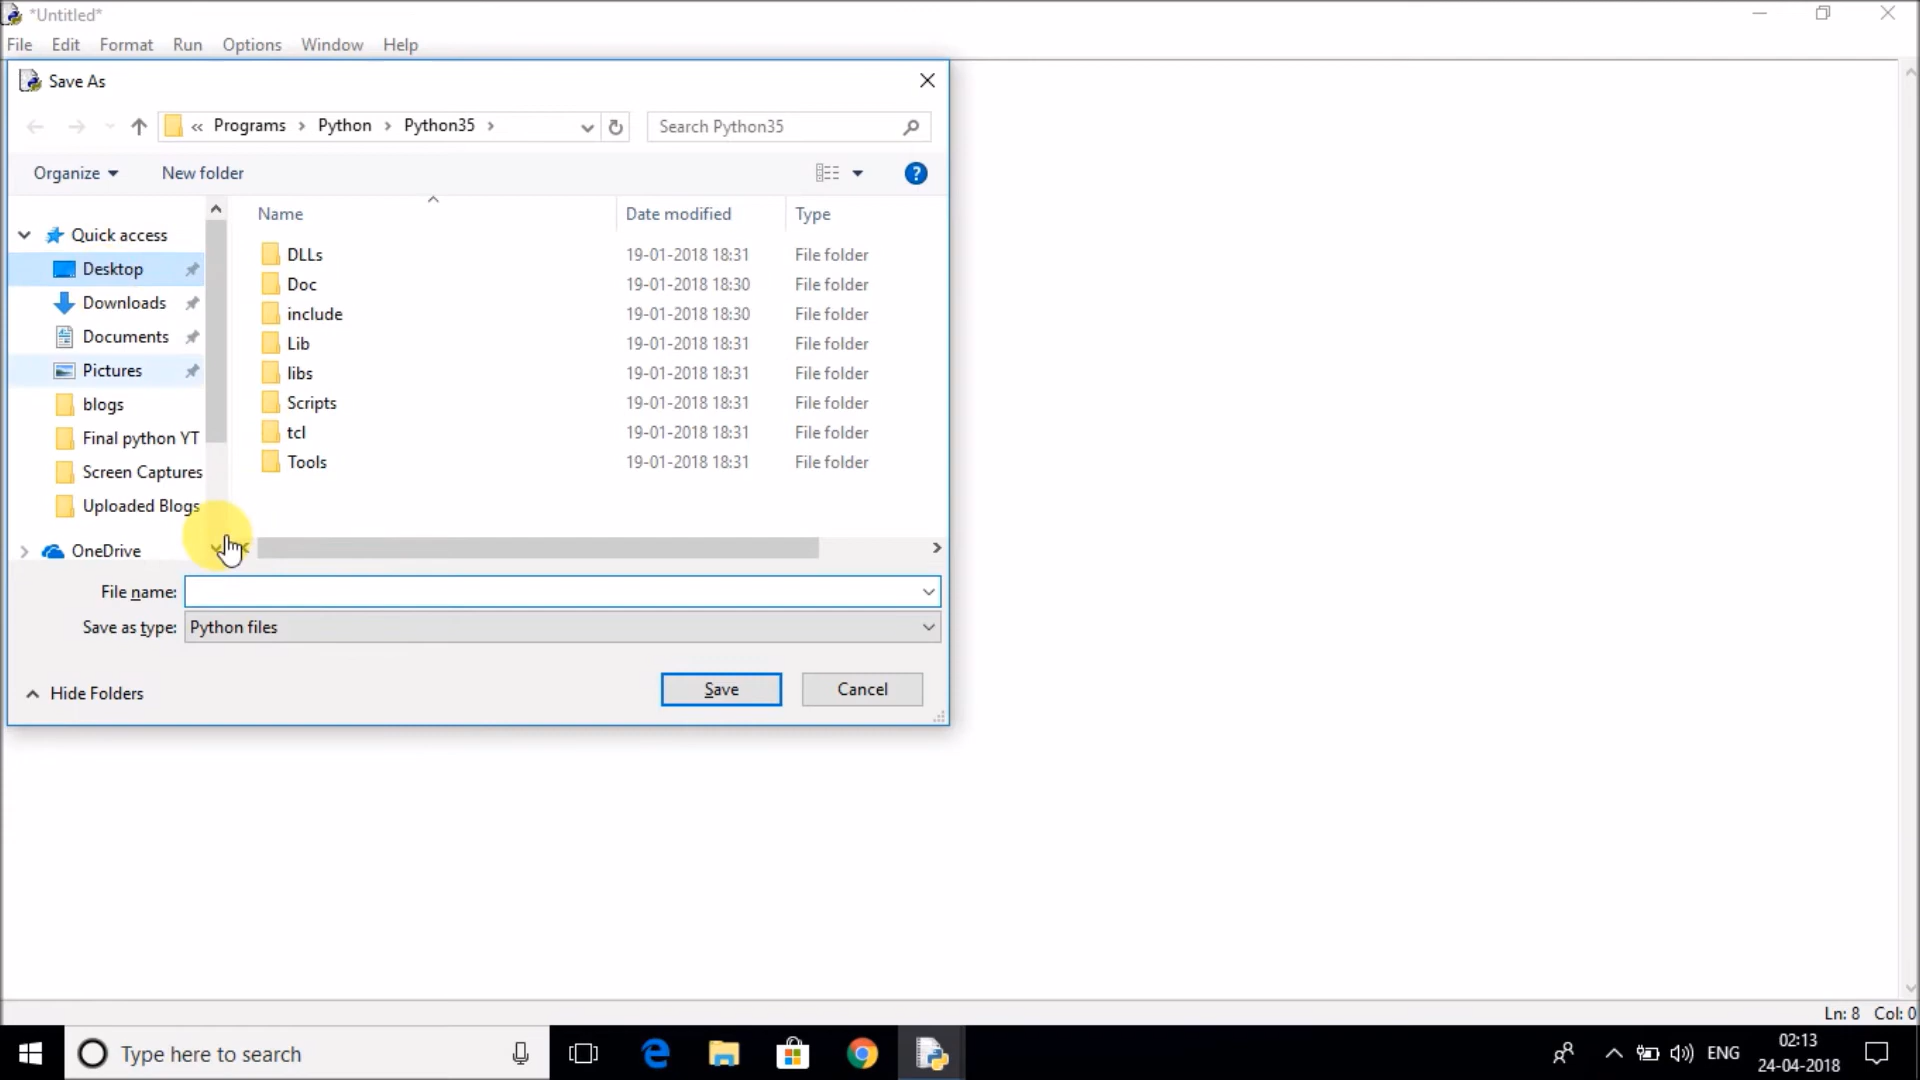 *Untitled*
File Edit Format Run Options Window Help
Save As
« Programs › Python › Python35 ›
Search Python35
Organize New folder
?
Name Date modified Type
Quick access
Desktop
Downloads
Documents
Pictures
blogs
Final python YT
Screen Captures
Uploaded Blogs
OneDrive
DLLs 19-01-2018 18:31 File folder
Doc 19-01-2018 18:30 File folder
include 19-01-2018 18:30 File folder
Lib 19-01-2018 18:31 File folder
libs 19-01-2018 18:31 File folder
Scripts 19-01-2018 18:31 File folder
tcl 19-01-2018 18:31 File folder
Tools 19-01-2018 18:31 File folder
File name:
Save as type: Python files
Hide Folders
Save Cancel
Ln: 8 Col: 0
Type here to search
ENG
02:13
24-04-2018